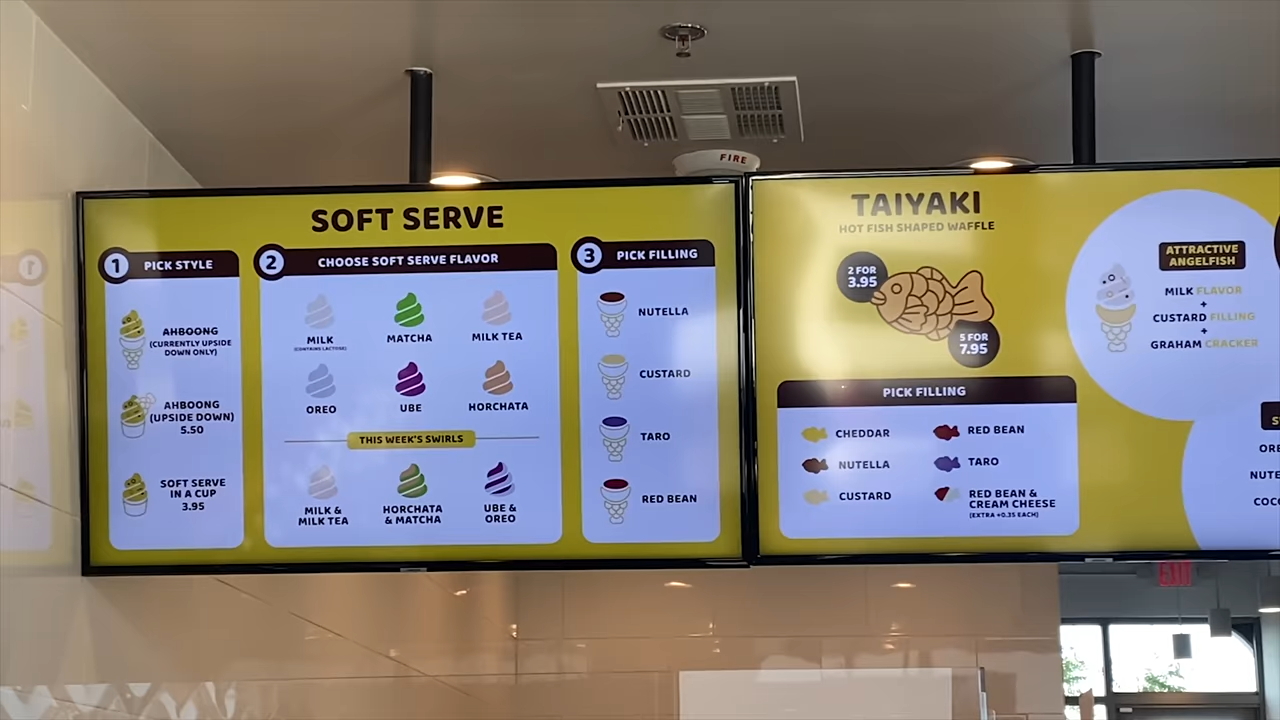 FIRE
SOFT SERVE
1 PICK STYLE
AHBOONG
(CURRENTLY UPSIDE
DOWN ONLY)
AHBOONG
(UPSIDE DOWN)
5.50
SOFT SERVE
IN A CUP
3.95
2 CHOOSE SOFT SERVE FLAVOR
MILK
(CONTAINS LACTOSE)
MATCHA
MILK TEA
OREO
UBE
HORCHATA
THIS WEEK'S SWIRLS
MILK &
MILK TEA
HORCHATA
& MATCHA
UBE &
OREO
3 PICK FILLING
NUTELLA
CUSTARD
TARO
RED BEAN
TAIYAKI
HOT FISH SHAPED WAFFLE
2 FOR
3.95
5 FOR
7.95
PICK FILLING
CHEDDAR
NUTELLA
CUSTARD
RED BEAN
TARO
RED BEAN &
CREAM CHEESE
(EXTRA +0.35 EACH)
ATTRACTIVE
ANGELFISH
MILK FLAVOR
+
CUSTARD FILLING
+
GRAHAM CRACKER
EXIT